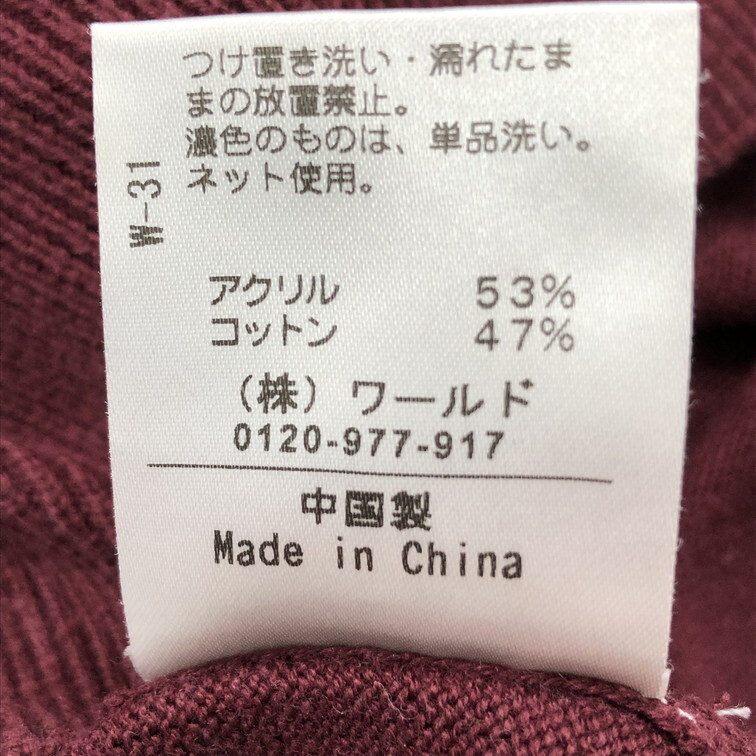 つけ置き洗い・濡れたま
まの放置禁止。
濃色のものは、単品洗い。
ネット使用。
W-31
アクリル 53%
コットン 47%
（株）ワールド
0120-977-917
中国製
Made in China